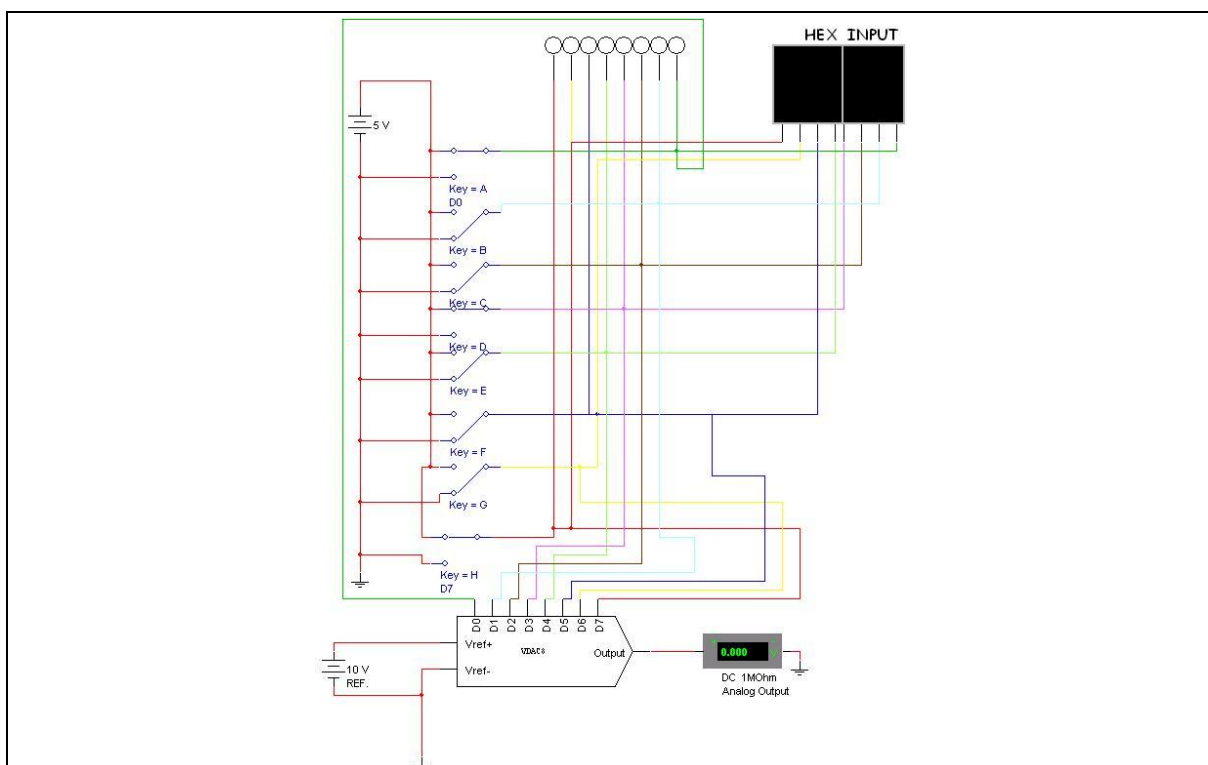 HEX INPUT
5 V
Key = A
D0
Key = B
Key = C
Key = D
Key = E
Key = F
Key = G
Key = H
D7
D0 D1 D2 D3 D4 D5 D6 D7
Vref+
VDAC8
Output
Vref-
10 V
REF.
0.000 V
DC 1MOhm
Analog Output